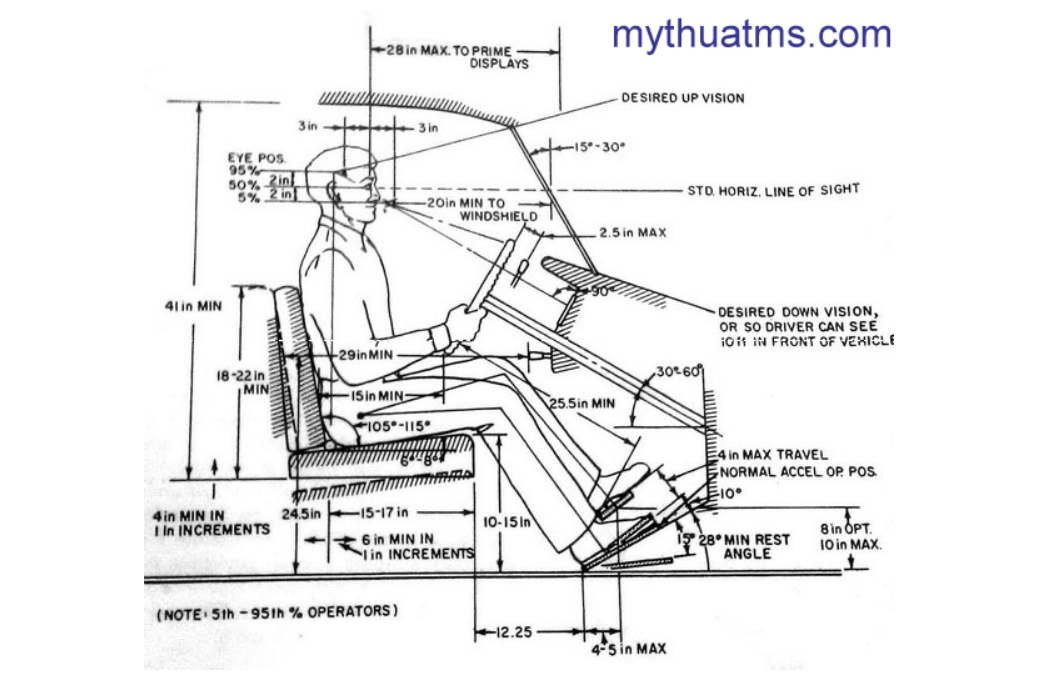 mythuatms.com
28 in MAX. TO PRIME
DISPLAYS
DESIRED UP VISION
3 in
3 in
15°-30°
EYE POS.
95%
50%
5%
2 in
2 in
STD. HORIZ. LINE OF SIGHT
20 in MIN TO
WINDSHIELD
2.5 in MAX
90°
41 in MIN
DESIRED DOWN VISION,
OR SO DRIVER CAN SEE
10 ft IN FRONT OF VEHICLE
29 in MIN
18-22 in
MIN
30°-60°
15 in MIN
25.5 in MIN
105°-115°
6°-8°
4 in MAX TRAVEL
NORMAL ACCEL OP. POS.
10°
4 in MIN IN
1 in INCREMENTS
24.5 in
15-17 in
10-15 in
6 in MIN IN
1 in INCREMENTS
15°
28° MIN REST
ANGLE
8 in OPT.
10 in MAX.
(NOTE: 5th - 95th % OPERATORS)
12.25
4-5 in MAX